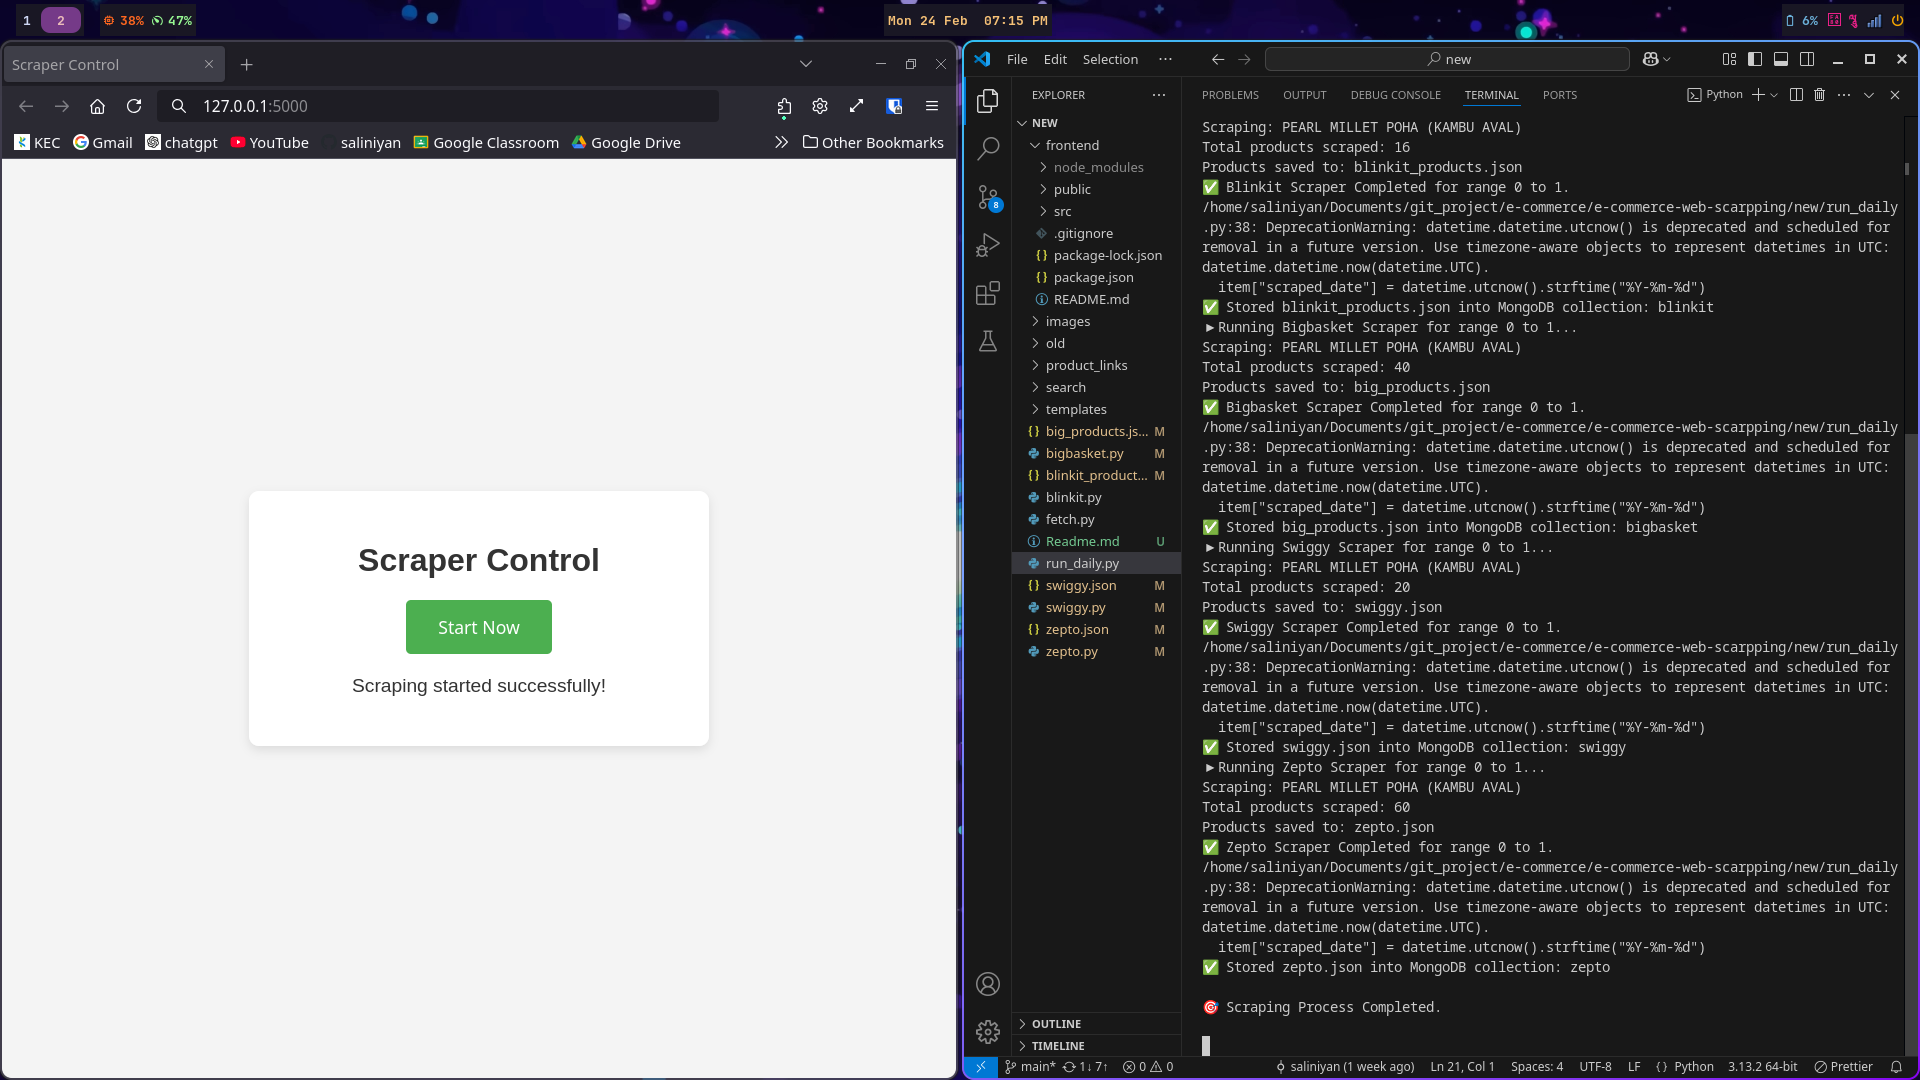 1 2 38% 47%
Mon 24 Feb 07:15 PM
6%
Scraper Control
127.0.0.1:5000
KEC Gmail chatgpt YouTube saliniyan Google Classroom Google Drive Other Bookmarks
Scraper Control
Start Now
Scraping started successfully!
File Edit Selection ··· new
EXPLORER ···
NEW
frontend
node_modules
public
src
.gitignore
package-lock.json
package.json
README.md
images
old
product_links
search
templates
big_products.js... M
bigbasket.py M
blinkit_product... M
blinkit.py
fetch.py
Readme.md U
run_daily.py
swiggy.json M
swiggy.py M
zepto.json M
zepto.py M
OUTLINE
TIMELINE
8
PROBLEMS OUTPUT DEBUG CONSOLE TERMINAL PORTS Python ···
Scraping: PEARL MILLET POHA (KAMBU AVAL)
Total products scraped: 16
Products saved to: blinkit_products.json
✅ Blinkit Scraper Completed for range 0 to 1.
/home/saliniyan/Documents/git_project/e-commerce/e-commerce-web-scarpping/new/run_daily
.py:38: DeprecationWarning: datetime.datetime.utcnow() is deprecated and scheduled for
removal in a future version. Use timezone-aware objects to represent datetimes in UTC:
datetime.datetime.now(datetime.UTC).
item["scraped_date"] = datetime.utcnow().strftime("%Y-%m-%d")
✅ Stored blinkit_products.json into MongoDB collection: blinkit
►Running Bigbasket Scraper for range 0 to 1...
Scraping: PEARL MILLET POHA (KAMBU AVAL)
Total products scraped: 40
Products saved to: big_products.json
✅ Bigbasket Scraper Completed for range 0 to 1.
/home/saliniyan/Documents/git_project/e-commerce/e-commerce-web-scarpping/new/run_daily
.py:38: DeprecationWarning: datetime.datetime.utcnow() is deprecated and scheduled for
removal in a future version. Use timezone-aware objects to represent datetimes in UTC:
datetime.datetime.now(datetime.UTC).
item["scraped_date"] = datetime.utcnow().strftime("%Y-%m-%d")
✅ Stored big_products.json into MongoDB collection: bigbasket
►Running Swiggy Scraper for range 0 to 1...
Scraping: PEARL MILLET POHA (KAMBU AVAL)
Total products scraped: 20
Products saved to: swiggy.json
✅ Swiggy Scraper Completed for range 0 to 1.
/home/saliniyan/Documents/git_project/e-commerce/e-commerce-web-scarpping/new/run_daily
.py:38: DeprecationWarning: datetime.datetime.utcnow() is deprecated and scheduled for
removal in a future version. Use timezone-aware objects to represent datetimes in UTC:
datetime.datetime.now(datetime.UTC).
item["scraped_date"] = datetime.utcnow().strftime("%Y-%m-%d")
✅ Stored swiggy.json into MongoDB collection: swiggy
►Running Zepto Scraper for range 0 to 1...
Scraping: PEARL MILLET POHA (KAMBU AVAL)
Total products scraped: 60
Products saved to: zepto.json
✅ Zepto Scraper Completed for range 0 to 1.
/home/saliniyan/Documents/git_project/e-commerce/e-commerce-web-scarpping/new/run_daily
.py:38: DeprecationWarning: datetime.datetime.utcnow() is deprecated and scheduled for
removal in a future version. Use timezone-aware objects to represent datetimes in UTC:
datetime.datetime.now(datetime.UTC).
item["scraped_date"] = datetime.utcnow().strftime("%Y-%m-%d")
✅ Stored zepto.json into MongoDB collection: zepto
🎯 Scraping Process Completed.
main* 1↓ 7↑ 0 0 saliniyan (1 week ago) Ln 21, Col 1 Spaces: 4 UTF-8 LF { } Python 3.13.2 64-bit Prettier